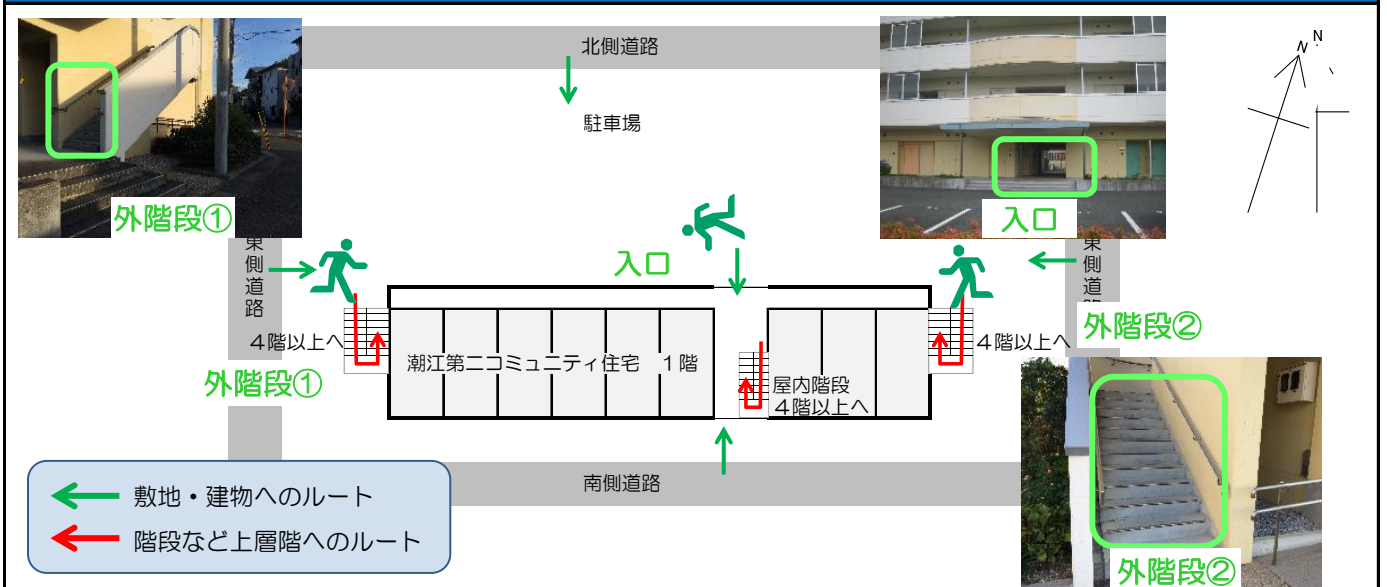 北側道路
N
N
駐車場
外階段①
入口
東側道路
入口
東側道路
外階段②
4階以上へ
潮江第二コミュニティ住宅 1階
4階以上へ
外階段①
屋内階段
4階以上へ
南側道路
敷地・建物へのルート
階段など上層階へのルート
外階段②